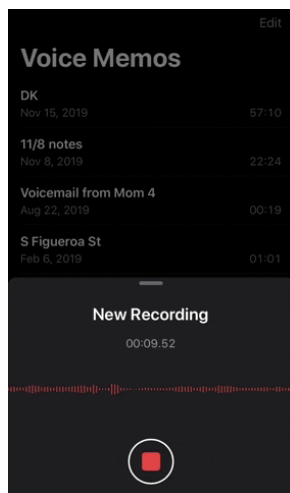 Edit
Voice Memos
DK
Nov 15, 2019 57:10
11/8 notes
Nov 8, 2019 22:24
Voicemail from Mom 4
Aug 22, 2019 00:19
S Figueroa St
Feb 6, 2019 01:01
New Recording
00:09.52